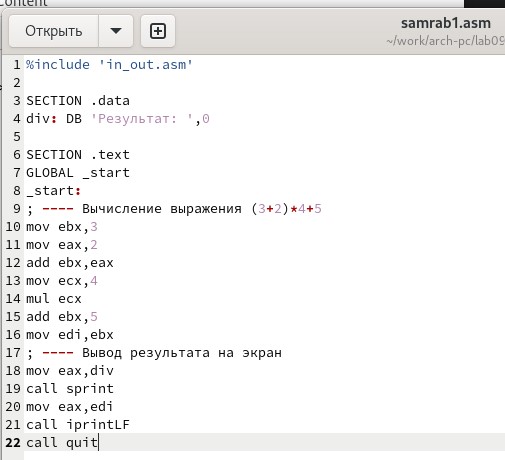 Content
Открыть
samrab1.asm
~/work/arch-pc/lab09
1 %include 'in_out.asm'
2
3 SECTION .data
4 div: DB 'Результат: ',0
5
6 SECTION .text
7 GLOBAL _start
8 _start:
9 ; ---- Вычисление выражения (3+2)*4+5
10 mov ebx,3
11 mov eax,2
12 add ebx,eax
13 mov ecx,4
14 mul ecx
15 add ebx,5
16 mov edi,ebx
17 ; ---- Вывод результата на экран
18 mov eax,div
19 call sprint
20 mov eax,edi
21 call iprintLF
22 call quit